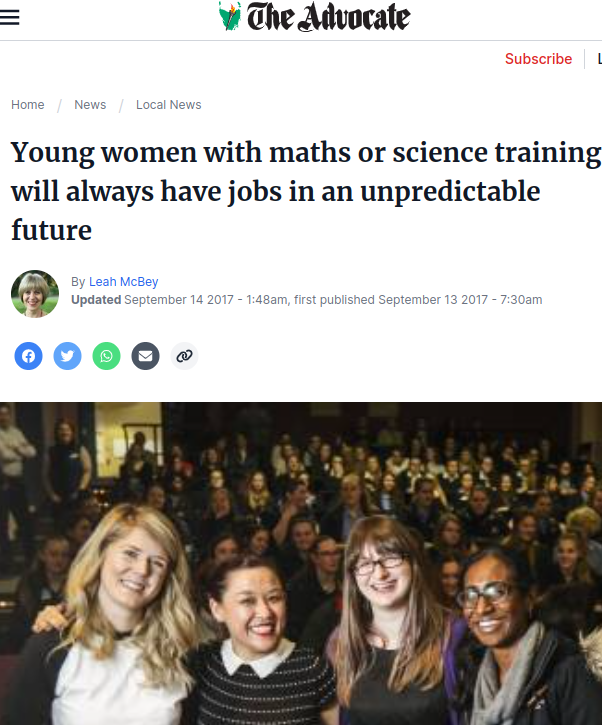 The Advocate
Subscribe
Home / News / Local News
Young women with maths or science training
will always have jobs in an unpredictable
future
By Leah McBey
Updated September 14 2017 - 1:48am, first published September 13 2017 - 7:30am